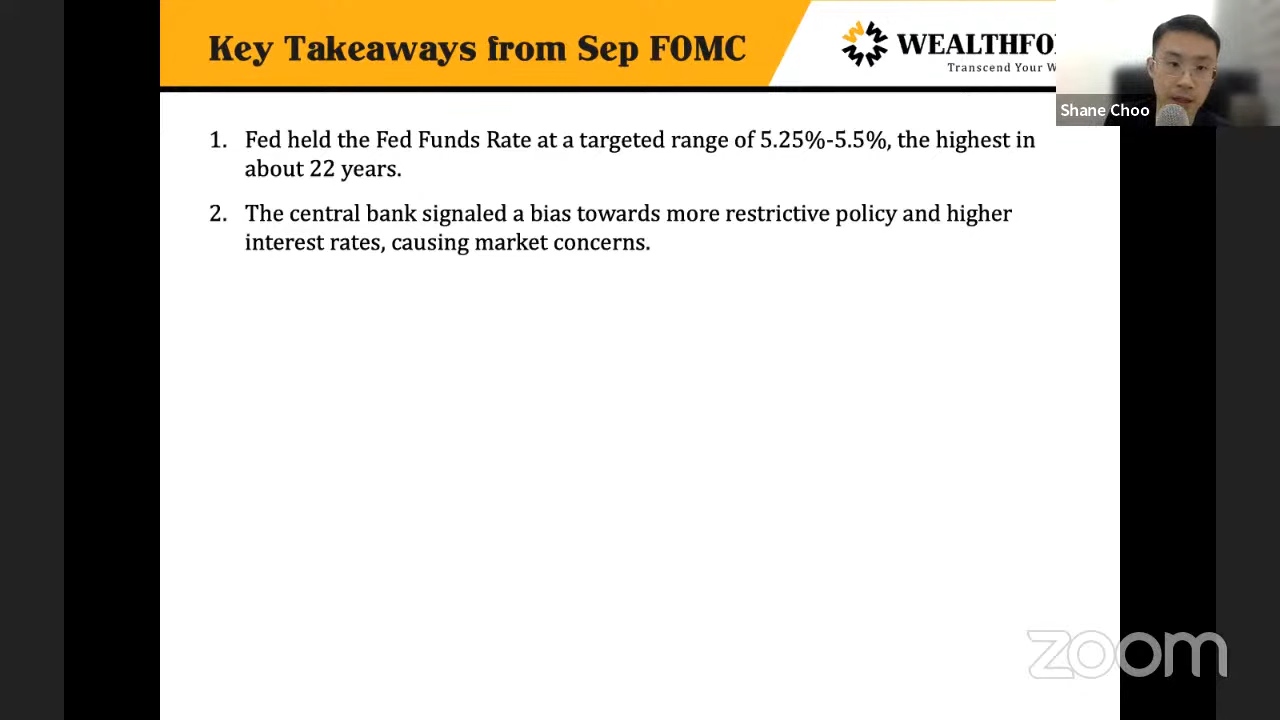 Key Takeaways from Sep FOMC
WEALTHFO
Transcend Your W
Shane Choo
1. Fed held the Fed Funds Rate at a targeted range of 5.25%-5.5%, the highest in
about 22 years.
2. The central bank signaled a bias towards more restrictive policy and higher
interest rates, causing market concerns.
zoom